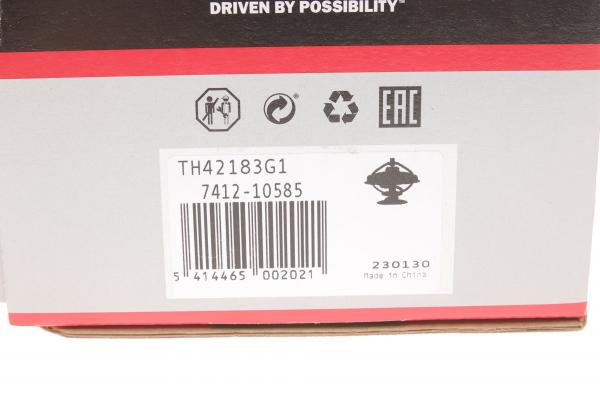 DRIVEN BY POSSIBILITY™
EAC
TH42183G1
7412-10585
5 414465 002021
230130
Made in China